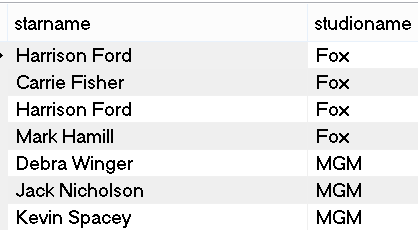 starname studioname
Harrison Ford Fox
Carrie Fisher Fox
Harrison Ford Fox
Mark Hamill Fox
Debra Winger MGM
Jack Nicholson MGM
Kevin Spacey MGM